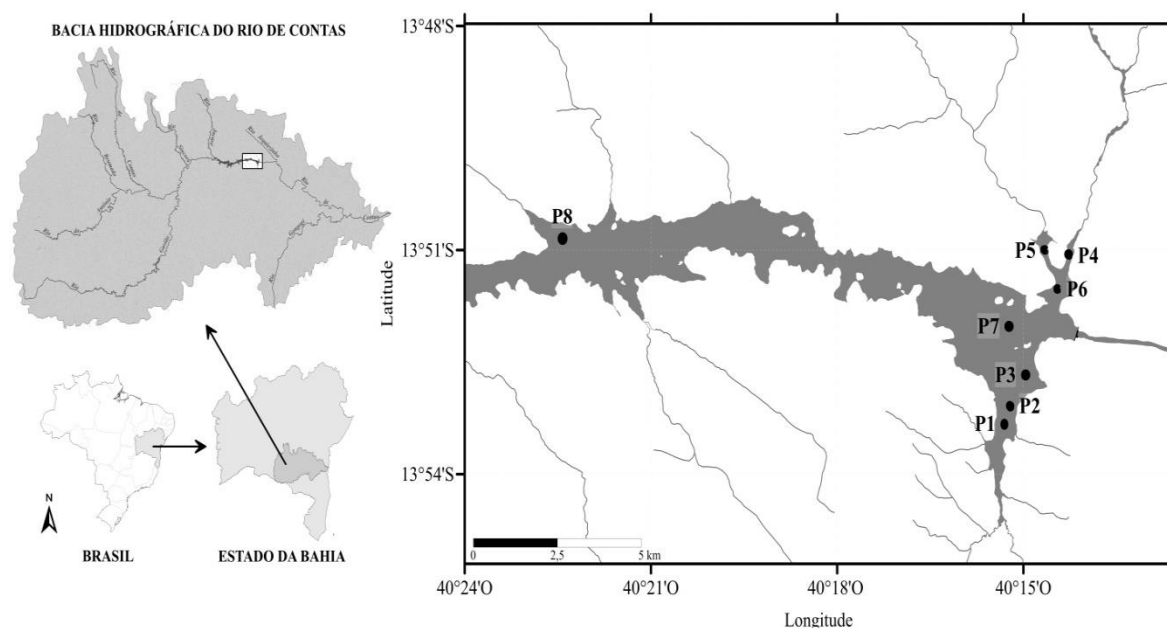 BACIA HIDROGRÁFICA DO RIO DE CONTAS
N
BRASIL
ESTADO DA BAHIA
13°48'S
13°51'S
13°54'S
Latitude
P8
P5
P4
P6
P7
P3
P2
P1
0
2,5
5 km
40°24'O
40°21'O
40°18'O
40°15'O
Longitude